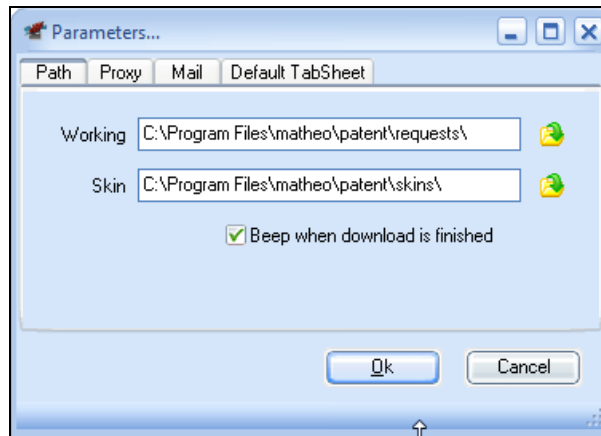 Parameters...
Path Proxy Mail Default TabSheet
Working C:\Program Files\matheo\patent\requests\
Skin C:\Program Files\matheo\patent\skins\
Beep when download is finished
Ok Cancel